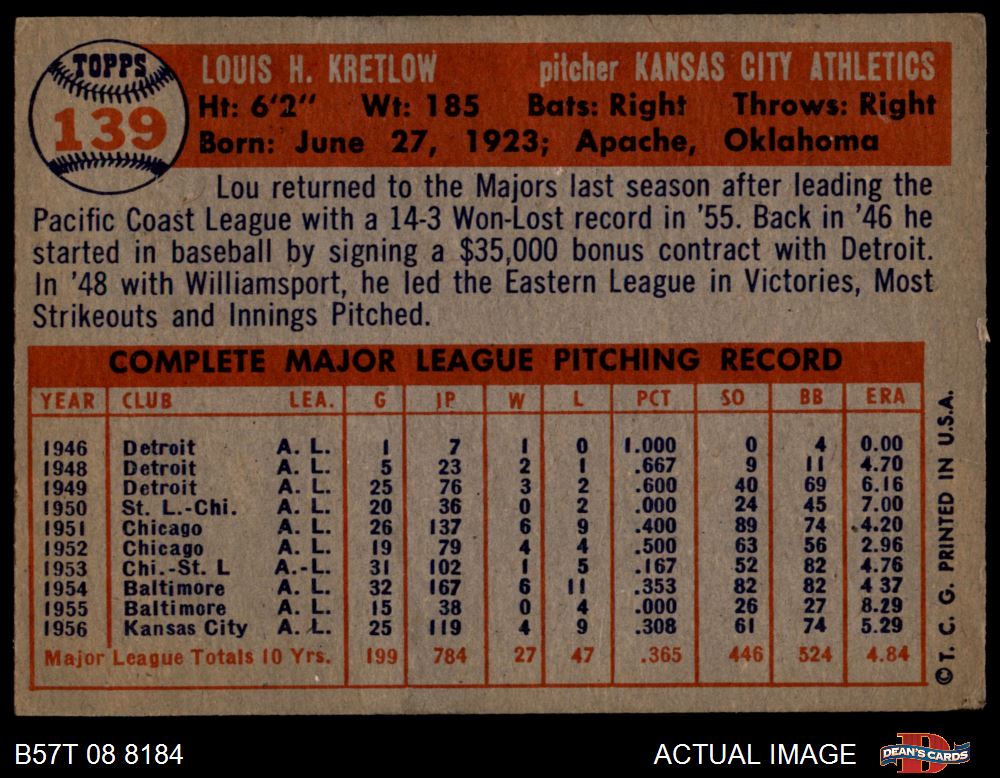 TOPPS
139
LOUIS H. KRETLOW pitcher KANSAS CITY ATHLETICS
Ht: 6'2" Wt: 185 Bats: Right Throws: Right
Born: June 27, 1923; Apache, Oklahoma
Lou returned to the Majors last season after leading the
Pacific Coast League with a 14-3 Won-Lost record in '55. Back in '46 he
started in baseball by signing a $35,000 bonus contract with Detroit.
In '48 with Williamsport, he led the Eastern League in Victories, Most
Strikeouts and Innings Pitched.
COMPLETE MAJOR LEAGUE PITCHING RECORD
YEAR CLUB LEA. G IP W L PCT SO BB ERA
1946 Detroit A. L. 1 7 1 0 1.000 0 4 0.00
1948 Detroit A. L. 5 23 2 1 .667 9 11 4.70
1949 Detroit A. L. 25 76 3 2 .600 40 69 6.16
1950 St. L.-Chi. A. L. 20 36 0 2 .000 24 45 7.00
1951 Chicago A. L. 26 137 6 9 .400 89 74 4.20
1952 Chicago A. L. 19 79 4 4 .500 63 56 2.96
1953 Chi.-St. L A.-L. 31 102 1 5 .167 52 82 4.76
1954 Baltimore A. L. 32 167 6 11 .353 82 82 4 37
1955 Baltimore A. L. 15 38 0 4 .000 26 27 8.29
1956 Kansas City A. L. 25 119 4 9 .308 61 74 5.29
Major League Totals 10 Yrs. 199 784 27 47 .365 446 524 4.84
© T. C. G. PRINTED IN U.S.A.
B57T 08 8184 ACTUAL IMAGE
DEAN'S CARDS